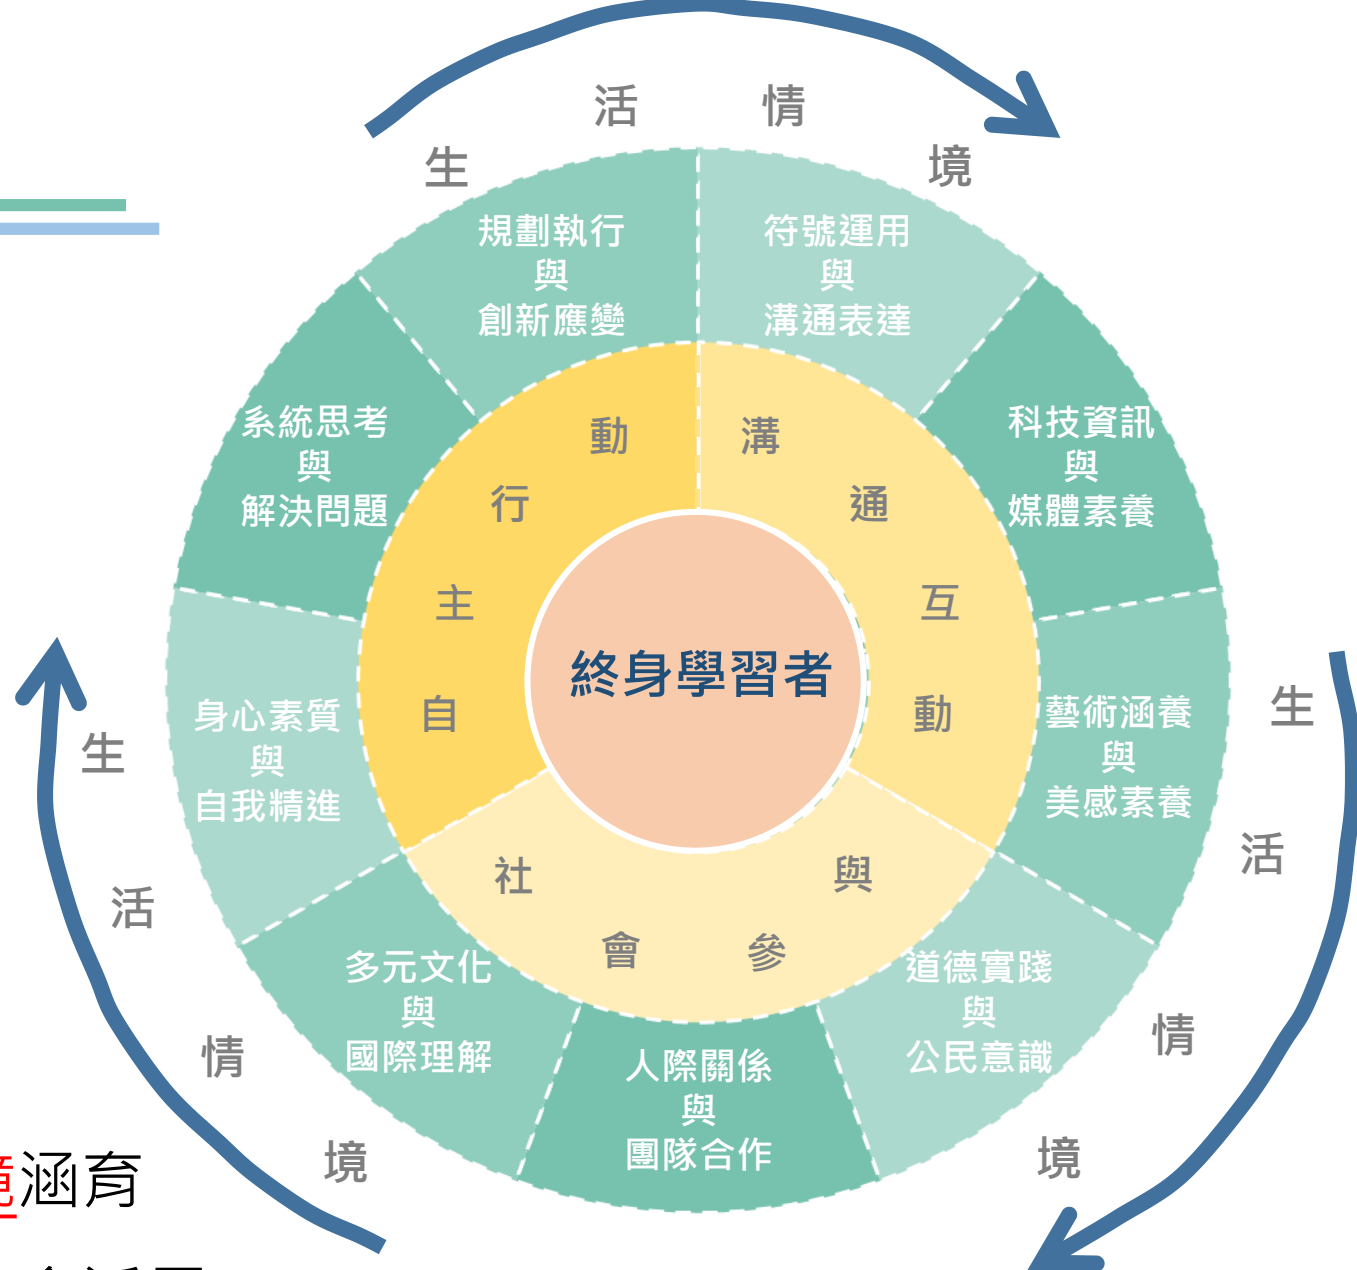 生活情境
規劃執行
與
創新應變
符號運用
與
溝通表達
系統思考
與
解決問題
科技資訊
與
媒體素養
自主行動
溝通互動
終身學習者
身心素質
與
自我精進
藝術涵養
與
美感素養
生活情境
生活情境
社會參與
多元文化
與
國際理解
道德實踐
與
公民意識
人際關係
與
團隊合作
涵育